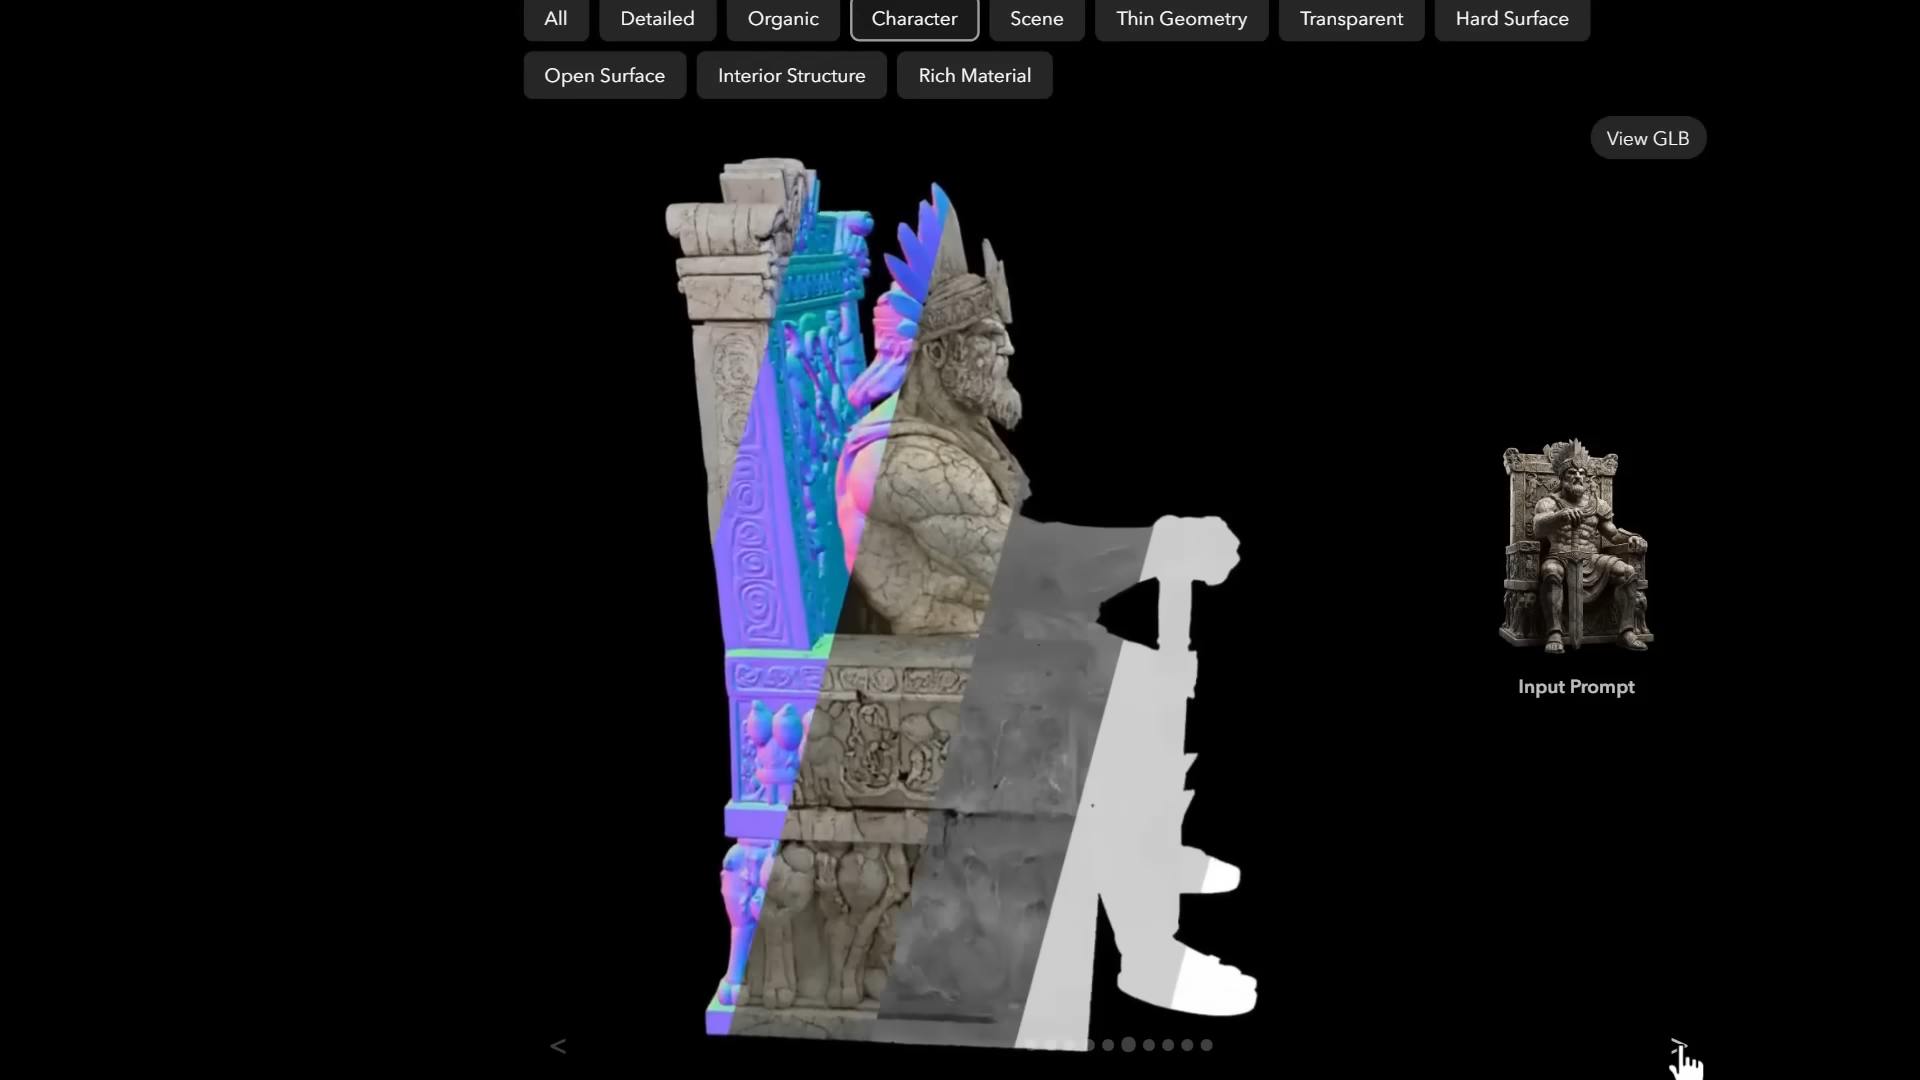 All Detailed Organic Character Scene Thin Geometry Transparent Hard Surface
Open Surface Interior Structure Rich Material
View GLB
Input Prompt
<
>